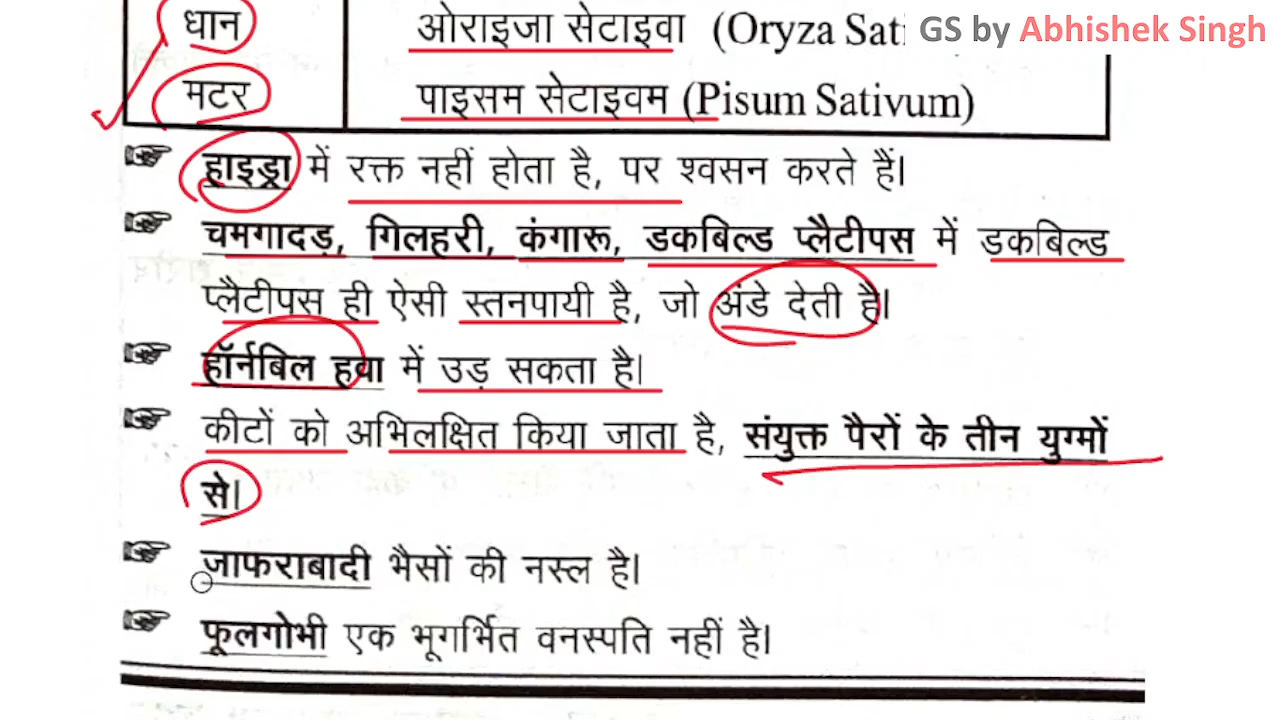 धान ओराइजा सेटाइवा (Oryza Sati GS by Abhishek Singh
मटर पाइसम सेटाइवम (Pisum Sativum)
हाइड्रा में रक्त नहीं होता है, पर श्वसन करते हैं।
चमगादड़, गिलहरी, कंगारू, डकबिल्ड प्लैटीपस में डकबिल्ड
प्लैटीपस ही ऐसी स्तनपायी है, जो अंडे देती है।
हॉर्नबिल हवा में उड़ सकता है।
कीटों को अभिलक्षित किया जाता है, संयुक्त पैरों के तीन युग्मों
से।
जाफराबादी भैसों की नस्ल है।
फूलगोभी एक भूगर्भित वनस्पति नहीं है।